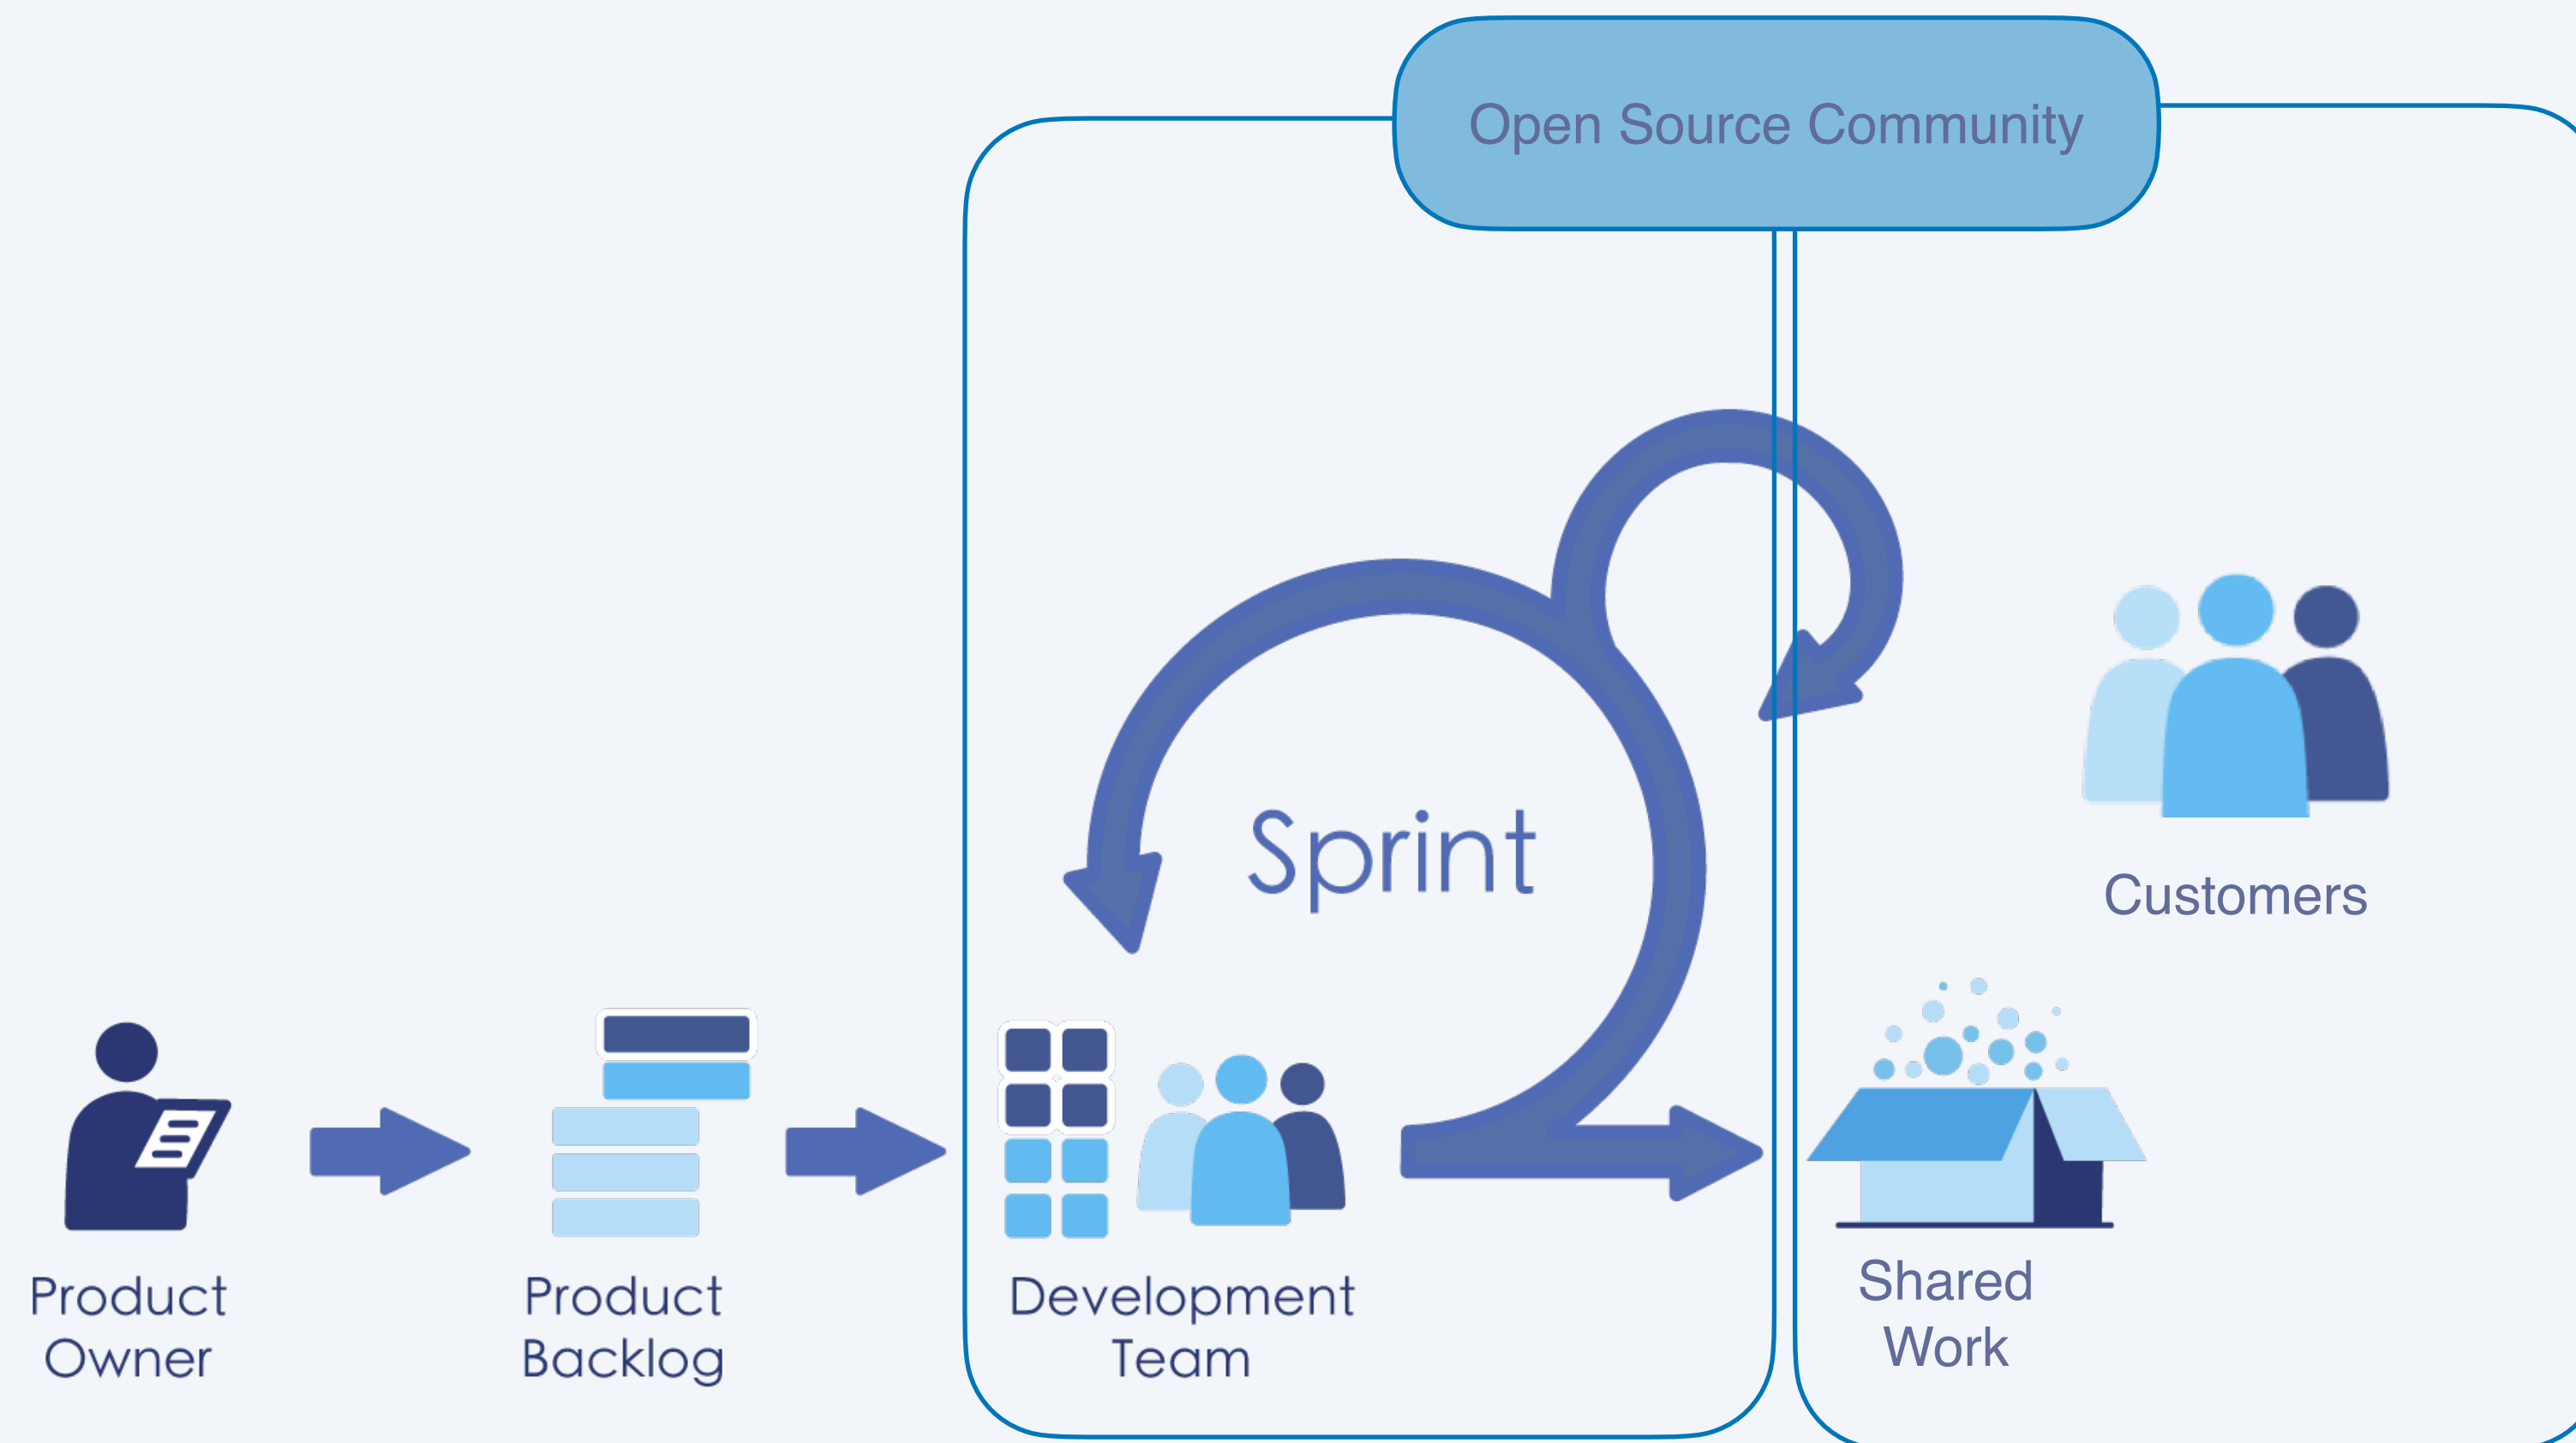 Open Source Community
Sprint
Customers
Product
Owner
Product
Backlog
Development
Team
Shared
Work